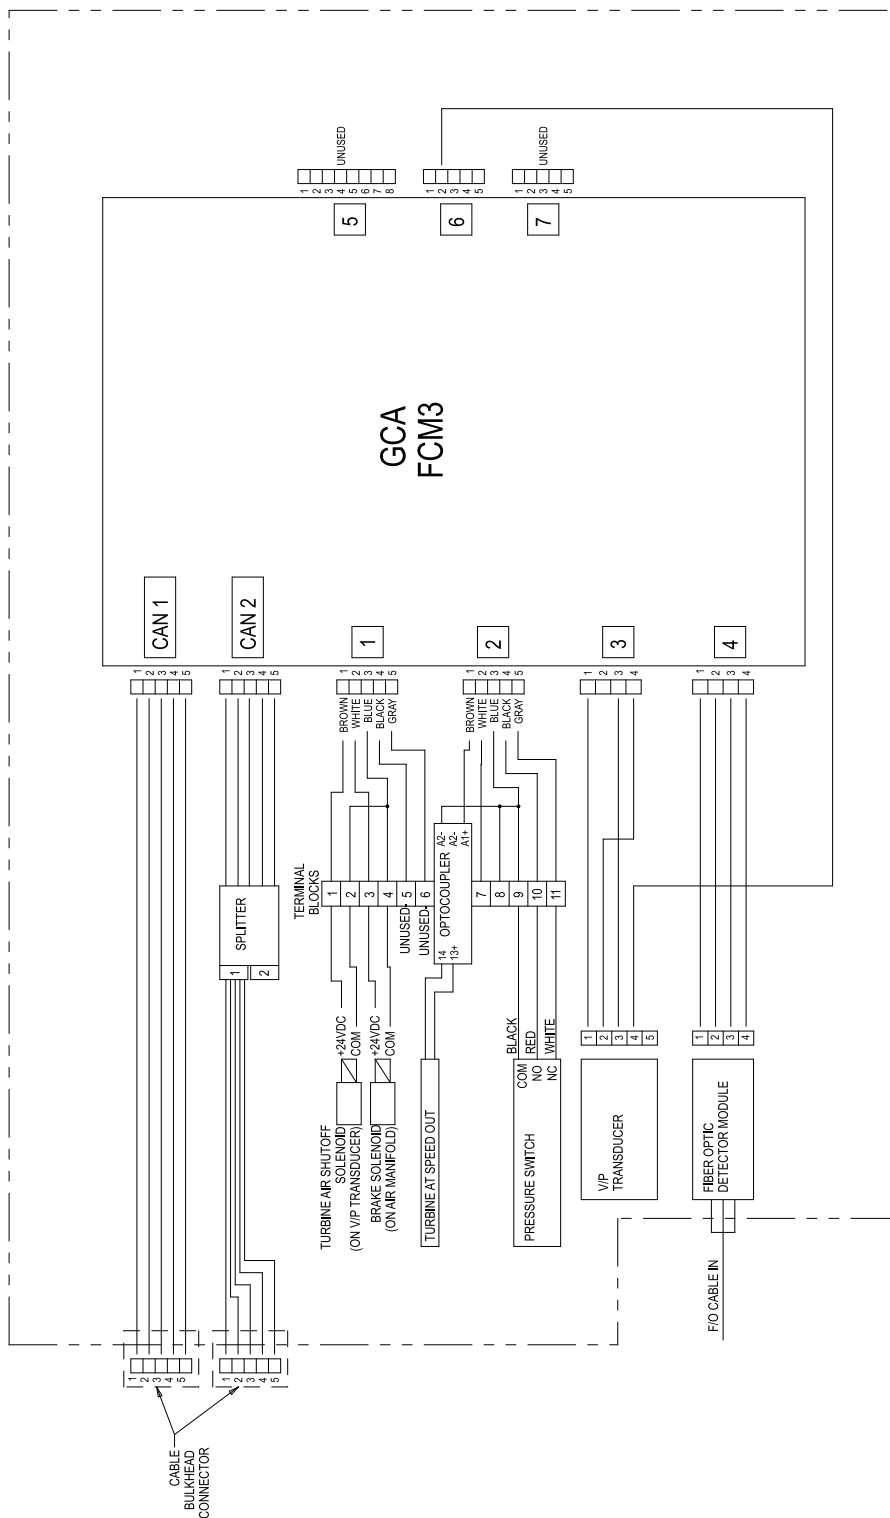 GCA
FCM3
CAN 1
CAN 2
1
2
3
4
5
6
7
1
2
3
4
5
6
7
8
UNUSED
1
2
3
4
5
1
2
3
4
5
UNUSED
1
2
3
4
5
1
2
3
4
5
1
2
3
4
5
BROWN
WHITE
BLUE
BLACK
GRAY
1
2
3
4
5
BROWN
WHITE
BLUE
BLACK
GRAY
1
2
3
4
1
2
3
4
SPLITTER
1
2
TERMINAL
BLOCKS
1
2
3
4
5
6
UNUSED
UNUSED
OPTOCOUPLER
A2-
A2-
A1+
14
13+
7
8
9
10
11
+24VDC
COM
+24VDC
COM
TURBINE AIR SHUTOFF
SOLENOID
(ON V/P TRANSDUCER)
BRAKE SOLENOID
(ON AIR MANIFOLD)
TURBINE AT SPEED OUT
BLACK
RED
WHITE
COM
NO
NC
PRESSURE SWITCH
1
2
3
4
5
V/P
TRANSDUCER
1
2
3
4
FIBER OPTIC
DETECTOR MODULE
F/O CABLE IN
1
2
3
4
5
1
2
3
4
5
CABLE
BULKHEAD
CONNECTOR